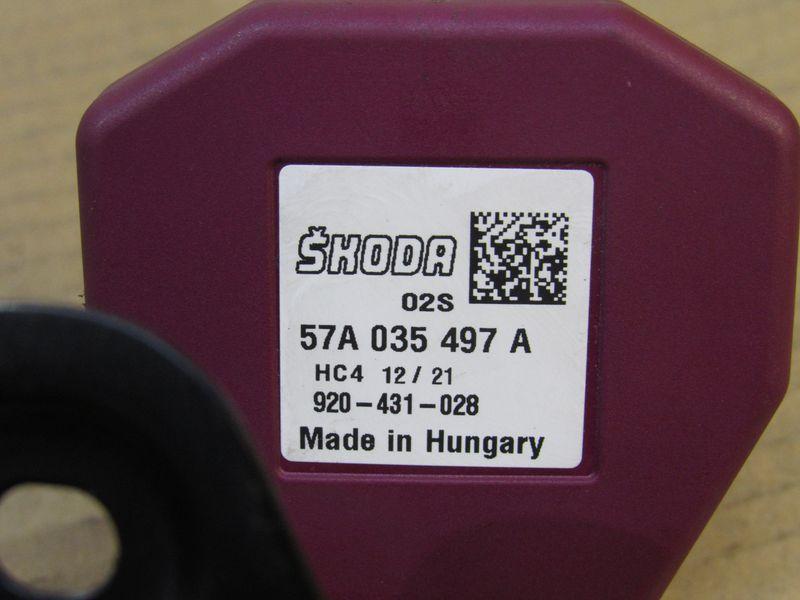 ŠKODA
02S
57A 035 497 A
HC4 12/21
920-431-028
Made in Hungary